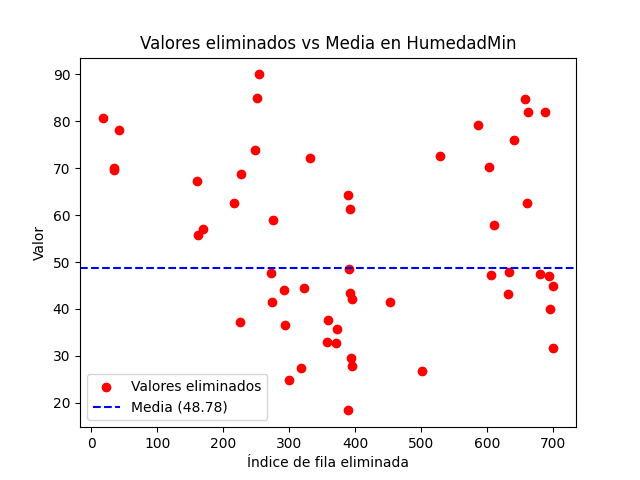 Valores eliminados vs Media en HumedadMin
Valor
90
80
70
60
50
40
30
20
Valores eliminados
Media (48.78)
0 100 200 300 400 500 600 700
Índice de fila eliminada